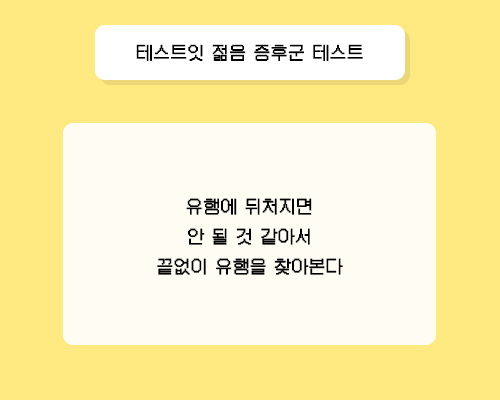 테스트잇 젊음 증후군 테스트
유행에 뒤처지면
안 될 것 같아서
끝없이 유행을 찾아본다